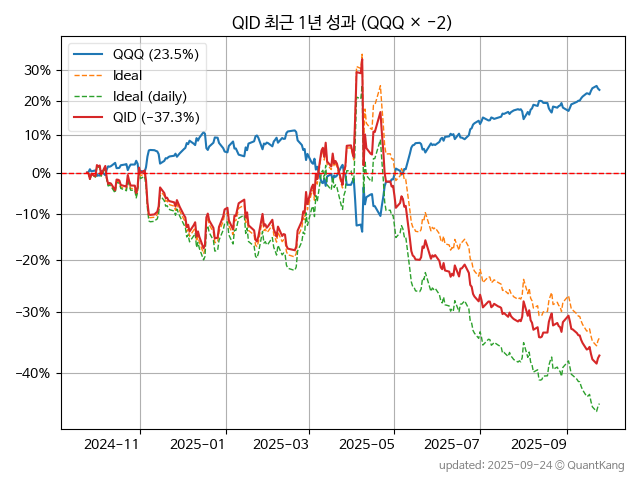 QID 최근 1년 성과 (QQQ × −2)
QQQ (23.5%)
Ideal
Ideal (daily)
QID (−37.3%)
30%
20%
10%
0%
−10%
−20%
−30%
−40%
2024-11 2025-01 2025-03 2025-05 2025-07 2025-09
updated: 2025-09-24 © QuantKang